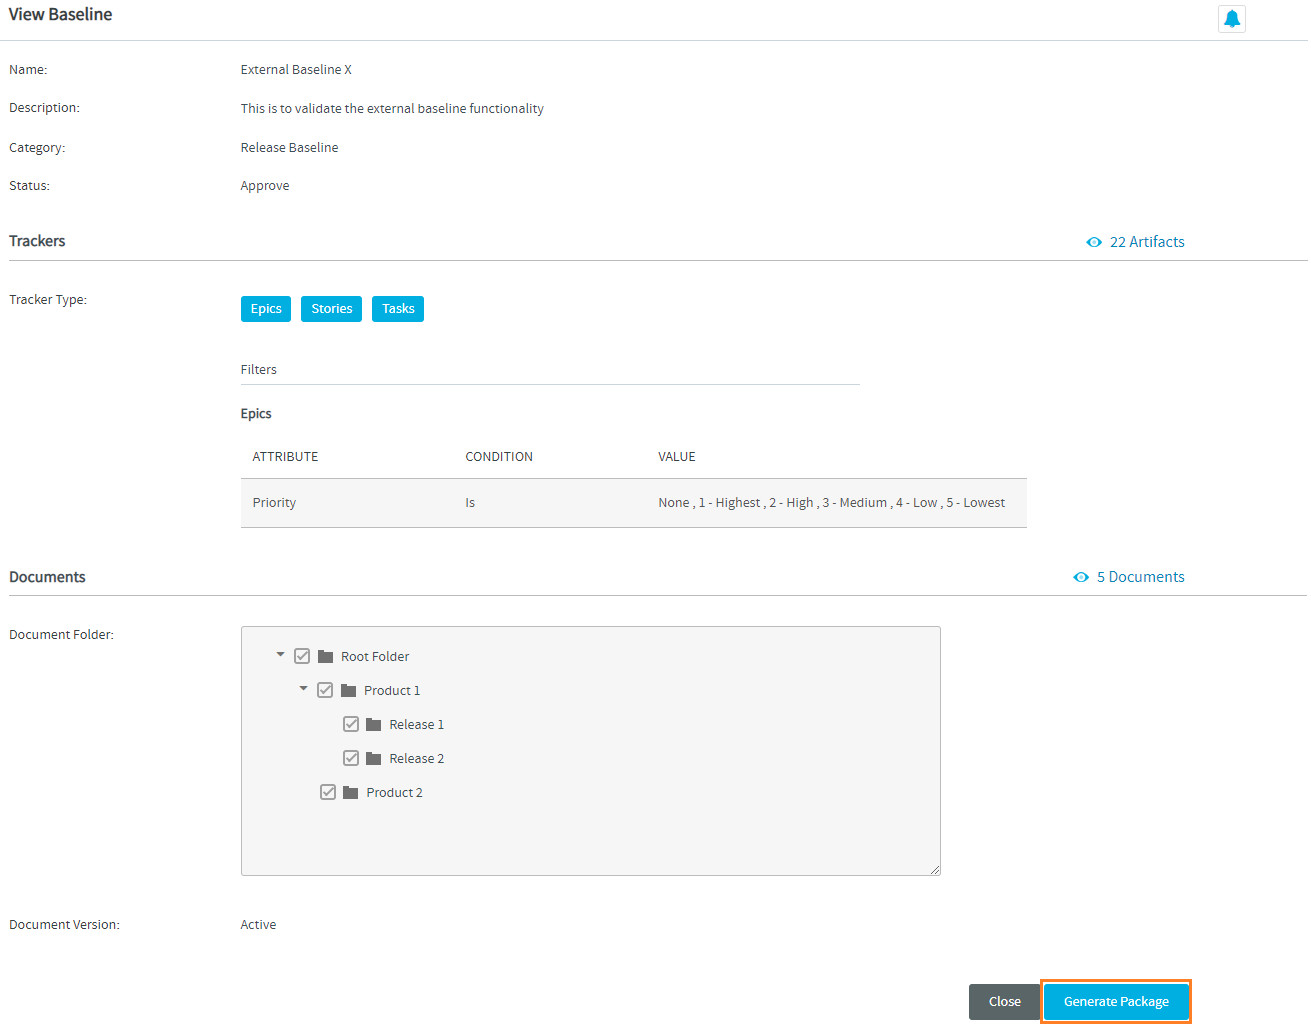 View Baseline
Name: External Baseline X
Description: This is to validate the external baseline functionality
Category: Release Baseline
Status: Approve
Trackers 22 Artifacts
Tracker Type: Epics Stories Tasks
Filters
Epics
ATTRIBUTE CONDITION VALUE
Priority Is None , 1 - Highest , 2 - High , 3 - Medium , 4 - Low , 5 - Lowest
Documents 5 Documents
Document Folder: Root Folder
Product 1
Release 1
Release 2
Product 2
Document Version: Active
Close Generate Package